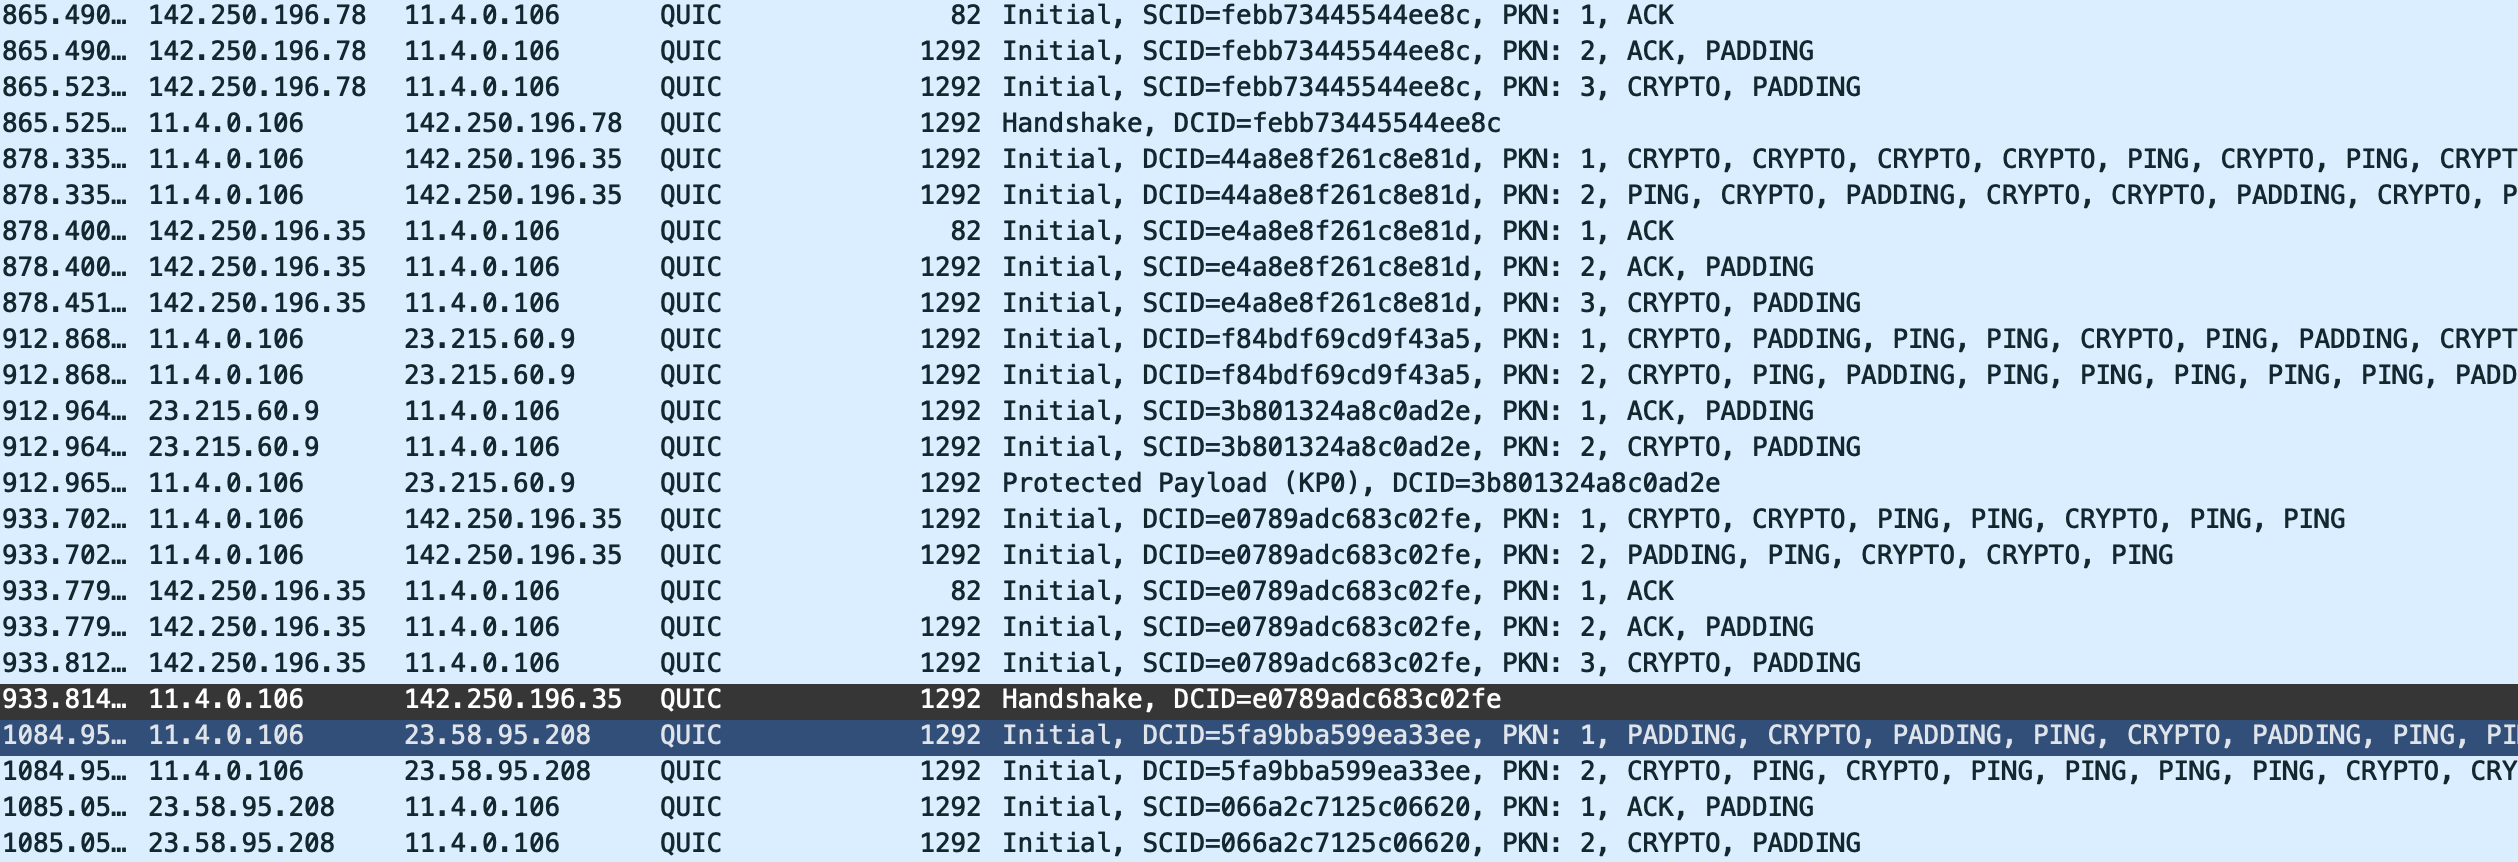 865.490… 142.250.196.78 11.4.0.106 QUIC 82 Initial, SCID=febb73445544ee8c, PKN: 1, ACK
865.490… 142.250.196.78 11.4.0.106 QUIC 1292 Initial, SCID=febb73445544ee8c, PKN: 2, ACK, PADDING
865.523… 142.250.196.78 11.4.0.106 QUIC 1292 Initial, SCID=febb73445544ee8c, PKN: 3, CRYPTO, PADDING
865.525… 11.4.0.106 142.250.196.78 QUIC 1292 Handshake, DCID=febb73445544ee8c
878.335… 11.4.0.106 142.250.196.35 QUIC 1292 Initial, DCID=44a8e8f261c8e81d, PKN: 1, CRYPTO, CRYPTO, CRYPTO, CRYPTO, PING, CRYPTO, PING, CRYPT
878.335… 11.4.0.106 142.250.196.35 QUIC 1292 Initial, DCID=44a8e8f261c8e81d, PKN: 2, PING, CRYPTO, PADDING, CRYPTO, CRYPTO, PADDING, CRYPTO, P
878.400… 142.250.196.35 11.4.0.106 QUIC 82 Initial, SCID=e4a8e8f261c8e81d, PKN: 1, ACK
878.400… 142.250.196.35 11.4.0.106 QUIC 1292 Initial, SCID=e4a8e8f261c8e81d, PKN: 2, ACK, PADDING
878.451… 142.250.196.35 11.4.0.106 QUIC 1292 Initial, SCID=e4a8e8f261c8e81d, PKN: 3, CRYPTO, PADDING
912.868… 11.4.0.106 23.215.60.9 QUIC 1292 Initial, DCID=f84bdf69cd9f43a5, PKN: 1, CRYPTO, PADDING, PING, PING, CRYPTO, PING, PADDING, CRYPT
912.868… 11.4.0.106 23.215.60.9 QUIC 1292 Initial, DCID=f84bdf69cd9f43a5, PKN: 2, CRYPTO, PING, PADDING, PING, PING, PING, PING, PING, PADD
912.964… 23.215.60.9 11.4.0.106 QUIC 1292 Initial, SCID=3b801324a8c0ad2e, PKN: 1, ACK, PADDING
912.964… 23.215.60.9 11.4.0.106 QUIC 1292 Initial, SCID=3b801324a8c0ad2e, PKN: 2, CRYPTO, PADDING
912.965… 11.4.0.106 23.215.60.9 QUIC 1292 Protected Payload (KP0), DCID=3b801324a8c0ad2e
933.702… 11.4.0.106 142.250.196.35 QUIC 1292 Initial, DCID=e0789adc683c02fe, PKN: 1, CRYPTO, CRYPTO, PING, PING, CRYPTO, PING, PING
933.702… 11.4.0.106 142.250.196.35 QUIC 1292 Initial, DCID=e0789adc683c02fe, PKN: 2, PADDING, PING, CRYPTO, CRYPTO, PING
933.779… 142.250.196.35 11.4.0.106 QUIC 82 Initial, SCID=e0789adc683c02fe, PKN: 1, ACK
933.779… 142.250.196.35 11.4.0.106 QUIC 1292 Initial, SCID=e0789adc683c02fe, PKN: 2, ACK, PADDING
933.812… 142.250.196.35 11.4.0.106 QUIC 1292 Initial, SCID=e0789adc683c02fe, PKN: 3, CRYPTO, PADDING
933.814… 11.4.0.106 142.250.196.35 QUIC 1292 Handshake, DCID=e0789adc683c02fe
1084.95… 11.4.0.106 23.58.95.208 QUIC 1292 Initial, DCID=5fa9bba599ea33ee, PKN: 1, PADDING, CRYPTO, PADDING, PING, CRYPTO, PADDING, PING, PI
1084.95… 11.4.0.106 23.58.95.208 QUIC 1292 Initial, DCID=5fa9bba599ea33ee, PKN: 2, CRYPTO, PING, CRYPTO, PING, PING, PING, PING, CRYPTO, CRY
1085.05… 23.58.95.208 11.4.0.106 QUIC 1292 Initial, SCID=066a2c7125c06620, PKN: 1, ACK, PADDING
1085.05… 23.58.95.208 11.4.0.106 QUIC 1292 Initial, SCID=066a2c7125c06620, PKN: 2, CRYPTO, PADDING